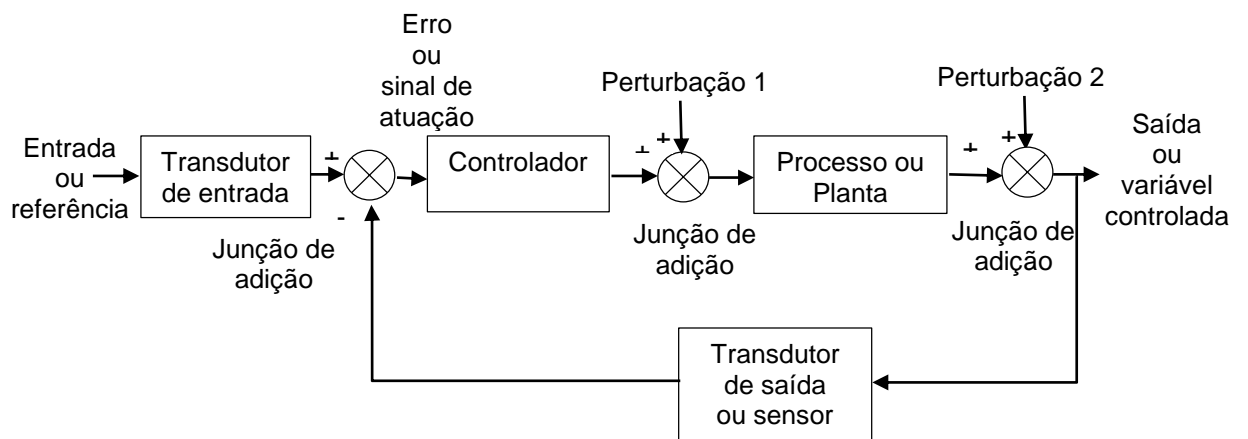 Erro
ou
sinal de
atuação
Perturbação 1
Perturbação 2
Entrada
ou
referência
Transdutor
de entrada
+
-
Junção de
adição
Controlador
+
+
Junção de
adição
Processo ou
Planta
+
+
Junção de
adição
Saída
ou
variável
controlada
Transdutor
de saída
ou sensor